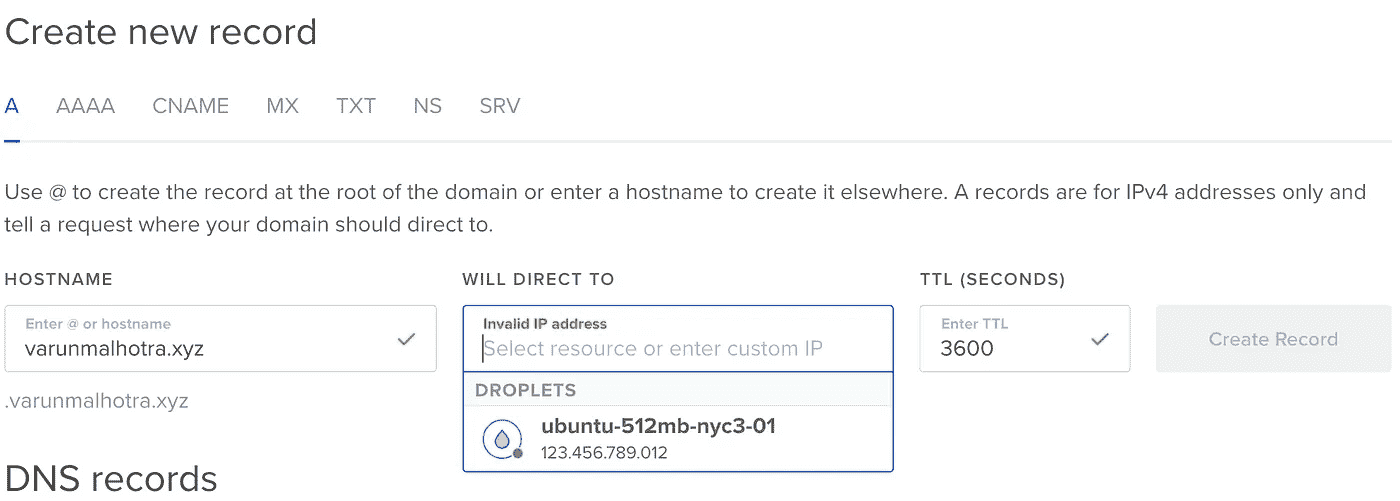 Create new record
A AAAA CNAME MX TXT NS SRV
Use @ to create the record at the root of the domain or enter a hostname to create it elsewhere. A records are for IPv4 addresses only and
tell a request where your domain should direct to.
HOSTNAME WILL DIRECT TO TTL (SECONDS)
Enter @ or hostname Invalid IP address Enter TTL
varunmalhotra.xyz Select resource or enter custom IP 3600 Create Record
DROPLETS
.varunmalhotra.xyz
ubuntu-512mb-nyc3-01
123.456.789.012
DNS records